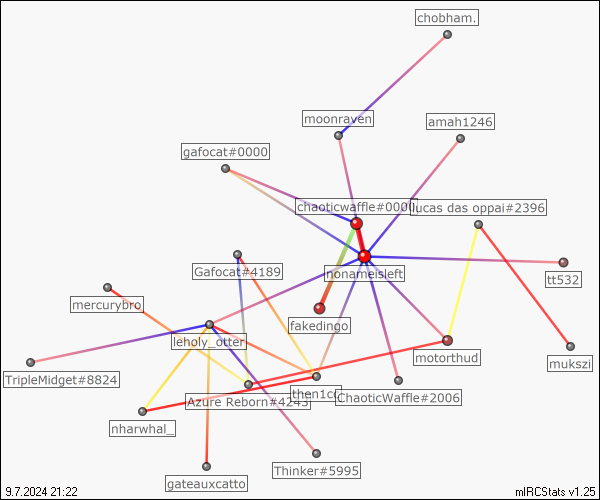 chobham.
moonraven
amah1246
gafocat#0000
chaoticwaffle#000
lucas das oppai#2396
Gafocat#4189
nonameisleft
tt532
mercurybro
fakedingo
leholy_otter
motorthud
mukszi
TripleMidget#8824
Azure Reborn#4243
then1co
ChaoticWaffle#2006
nharwhal_
Thinker#5995
gateauxcatto
9.7.2024 21:22
mIRCStats v1.25